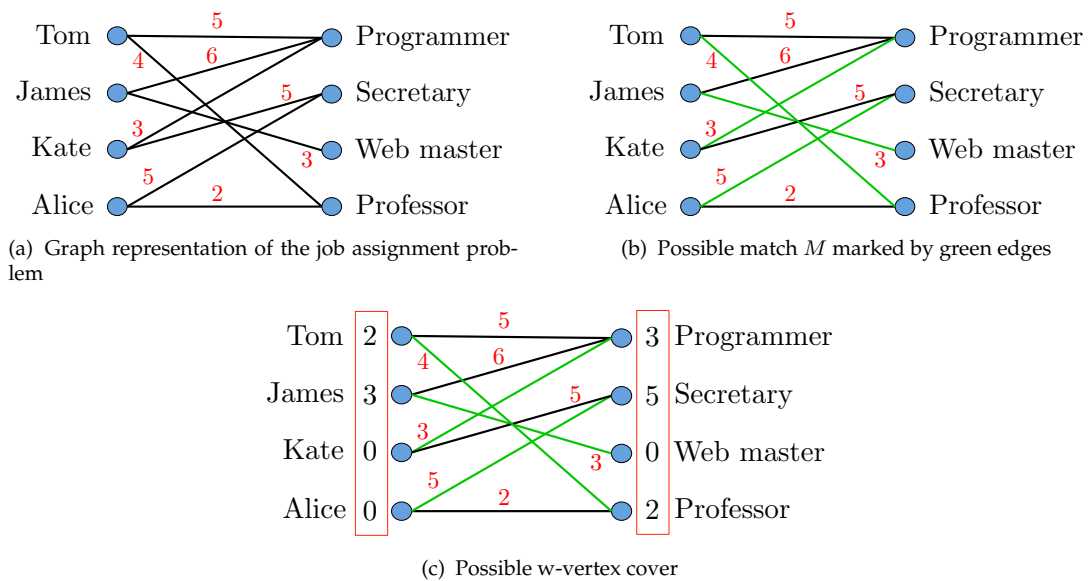 Tom 5 Programmer
4 6
James 5 Secretary
Kate 3 3 Web master
5
Alice 2 Professor
(a) Graph representation of the job assignment prob-
lem
Tom 5 Programmer
4 6
James 5 Secretary
Kate 3 3 Web master
5
Alice 2 Professor
(b) Possible match M marked by green edges
Tom 2 5 3 Programmer
4 6
James 3 5 5 Secretary
Kate 0 3 3 0 Web master
5
Alice 0 2 2 Professor
(c) Possible w-vertex cover